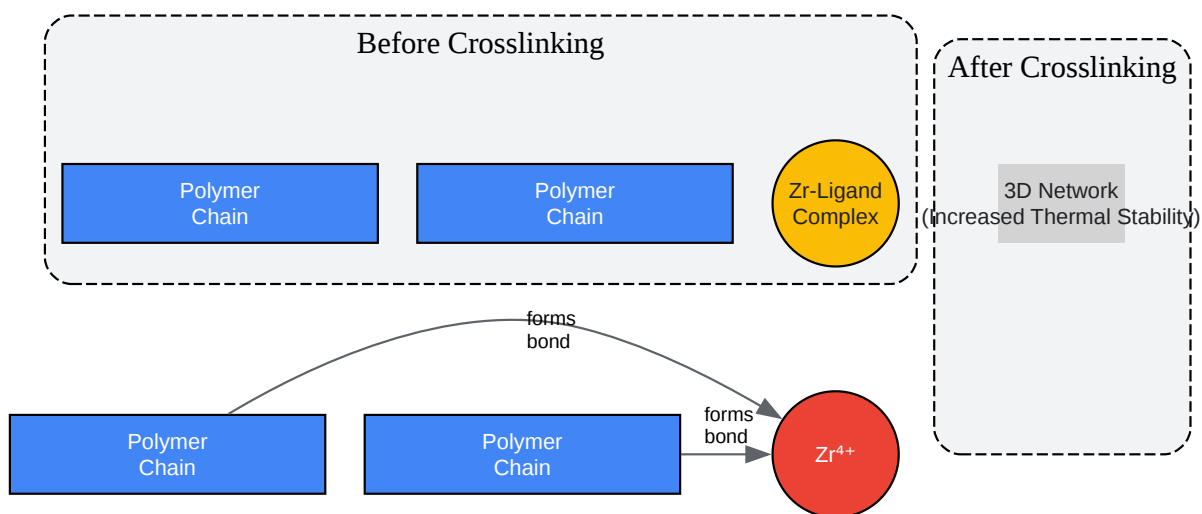 Before Crosslinking
After Crosslinking
Polymer
Chain
Polymer
Chain
Zr-Ligand
Complex
3D Network
(Increased Thermal Stability)
forms
bond
forms
bond
Polymer
Chain
Polymer
Chain
Zr⁴⁺